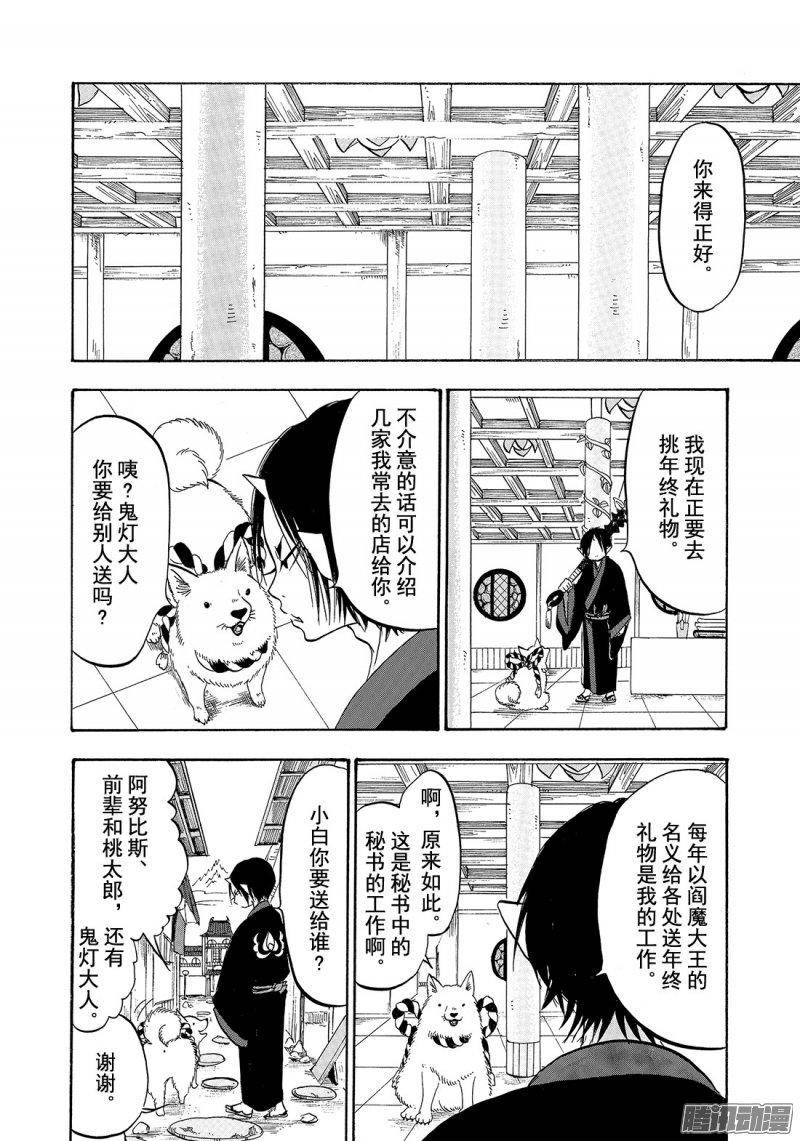 你来得正好。
我现在正要去
挑年终礼物。
不介意的话可以介绍
几家我常去的店给你。
咦？鬼灯大人
你要给别人送吗？
每年以阎魔大王的
名义给各处送年终
礼物是我的工作。
啊，原来如此。
这是秘书中的
秘书的工作啊。
小白你要送给谁？
阿努比斯、
前辈和桃太郎，还有
鬼灯大人。
谢谢。
腾讯动漫